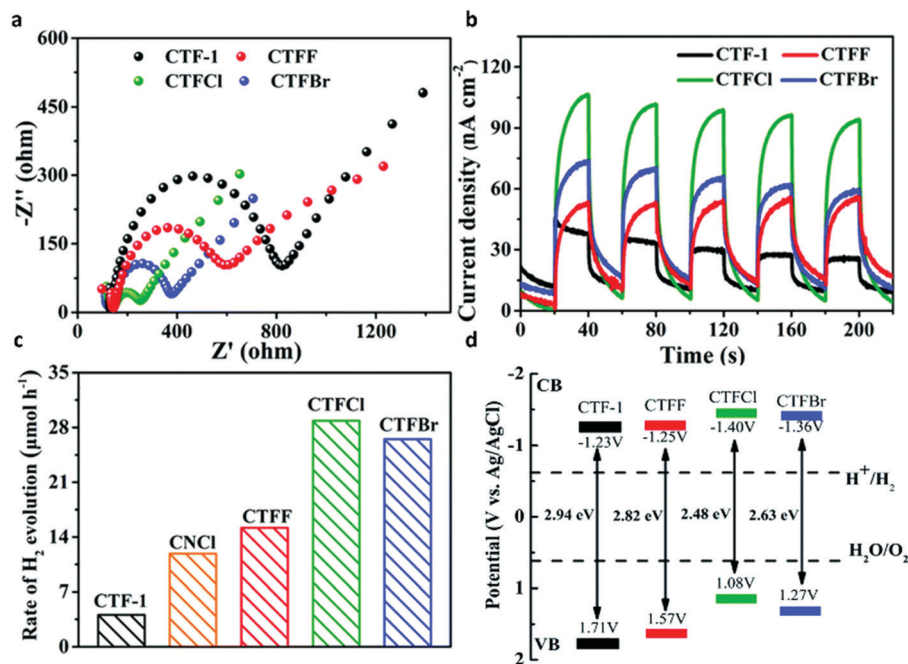 a
600
CTF-1 CTFF
CTFCl CTFBr
450
300
150
0
-Z'' (ohm)
0 400 800 1200
Z' (ohm)
b
135
CTF-1 CTFF
CTFCl CTFBr
105
90
60
30
0
Current density (nA cm-2)
0 40 80 120 160 200
Time (s)
c
35
28
21
14
7
0
Rate of H2 evolution (μmol h-1)
CTF-1
CNCl
CTFF
CTFCl
CTFBr
d
-2
-1
0
1
2
Potential (V vs. Ag/AgCl)
CB
CTF-1 CTFF CTFCl CTFBr
-1.23V -1.25V -1.40V -1.36V
H+/H2
2.94 eV 2.82 eV 2.48 eV 2.63 eV
H2O/O2
1.08V
1.27V
1.71V 1.57V
VB